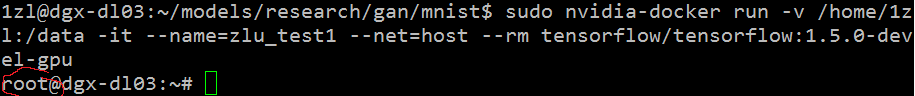 1zl@dgx-dl03:~/models/research/gan/mnist$ sudo nvidia-docker run -v /home/1z
l:/data -it --name=zlu_test1 --net=host --rm tensorflow/tensorflow:1.5.0-dev
el-gpu
root@dgx-dl03:~#